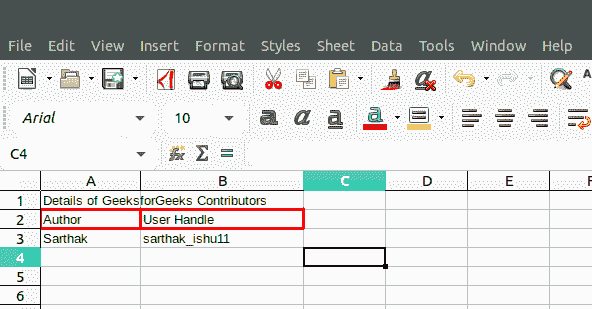 File Edit View Insert Format Styles Sheet Data Tools Window Help
Arial 10 a a a a
C4 fx Σ =
A B C D E F
1 Details of GeeksforGeeks Contributors
2 Author User Handle
3 Sarthak sarthak_ishu11
4
5
6